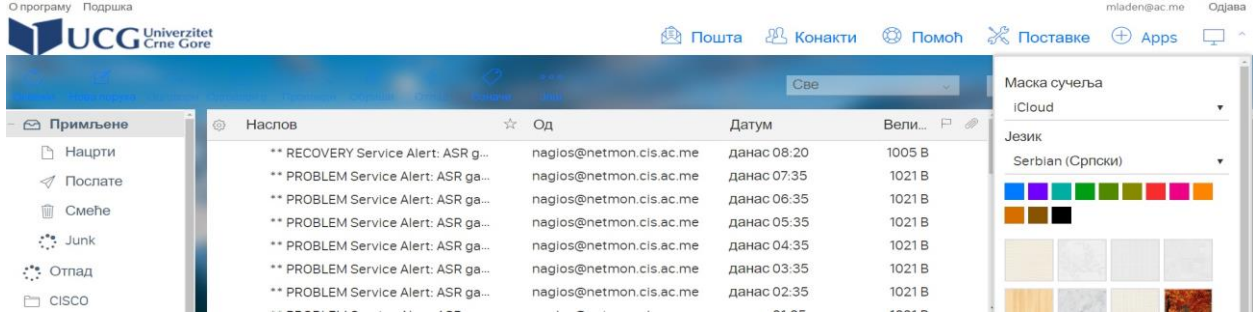 О програму Подршка mladen@ac.me Одјава
UCG Univerzitet Crne Gore
Пошта Конакти Помоћ Поставке Apps
Све
Маска сучеља
iCloud
Језик
Serbian (Српски)
Примљене
Нацрти
Послате
Смеће
Junk
Отпад
CISCO
Наслов Од Датум Вели...
** RECOVERY Service Alert: ASR g... nagios@netmon.cis.ac.me данас 08:20 1005 B
** PROBLEM Service Alert: ASR ga... nagios@netmon.cis.ac.me данас 07:35 1021 B
** PROBLEM Service Alert: ASR ga... nagios@netmon.cis.ac.me данас 06:35 1021 B
** PROBLEM Service Alert: ASR ga... nagios@netmon.cis.ac.me данас 05:35 1021 B
** PROBLEM Service Alert: ASR ga... nagios@netmon.cis.ac.me данас 04:35 1021 B
** PROBLEM Service Alert: ASR ga... nagios@netmon.cis.ac.me данас 03:35 1021 B
** PROBLEM Service Alert: ASR ga... nagios@netmon.cis.ac.me данас 02:35 1021 B